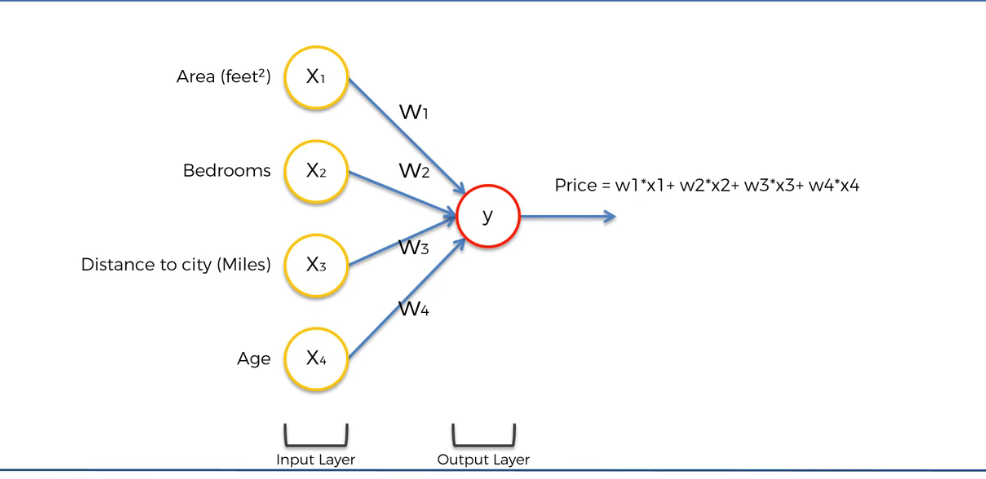 Area (feet²)
X₁
W₁
Bedrooms
X₂
W₂
Price = w1*x1+ w2*x2+ w3*x3+ w4*x4
y
Distance to city (Miles)
X₃
W₃
W₄
Age
X₄
Input Layer
Output Layer